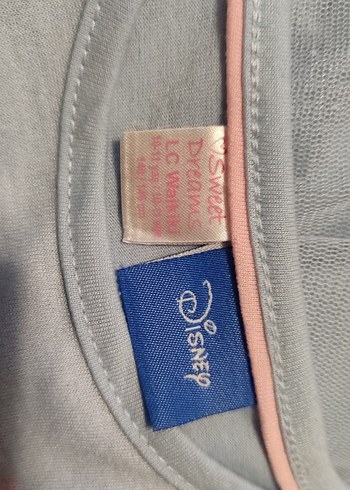 ♡Sweet
Dreams
LC Waikiki
Disney